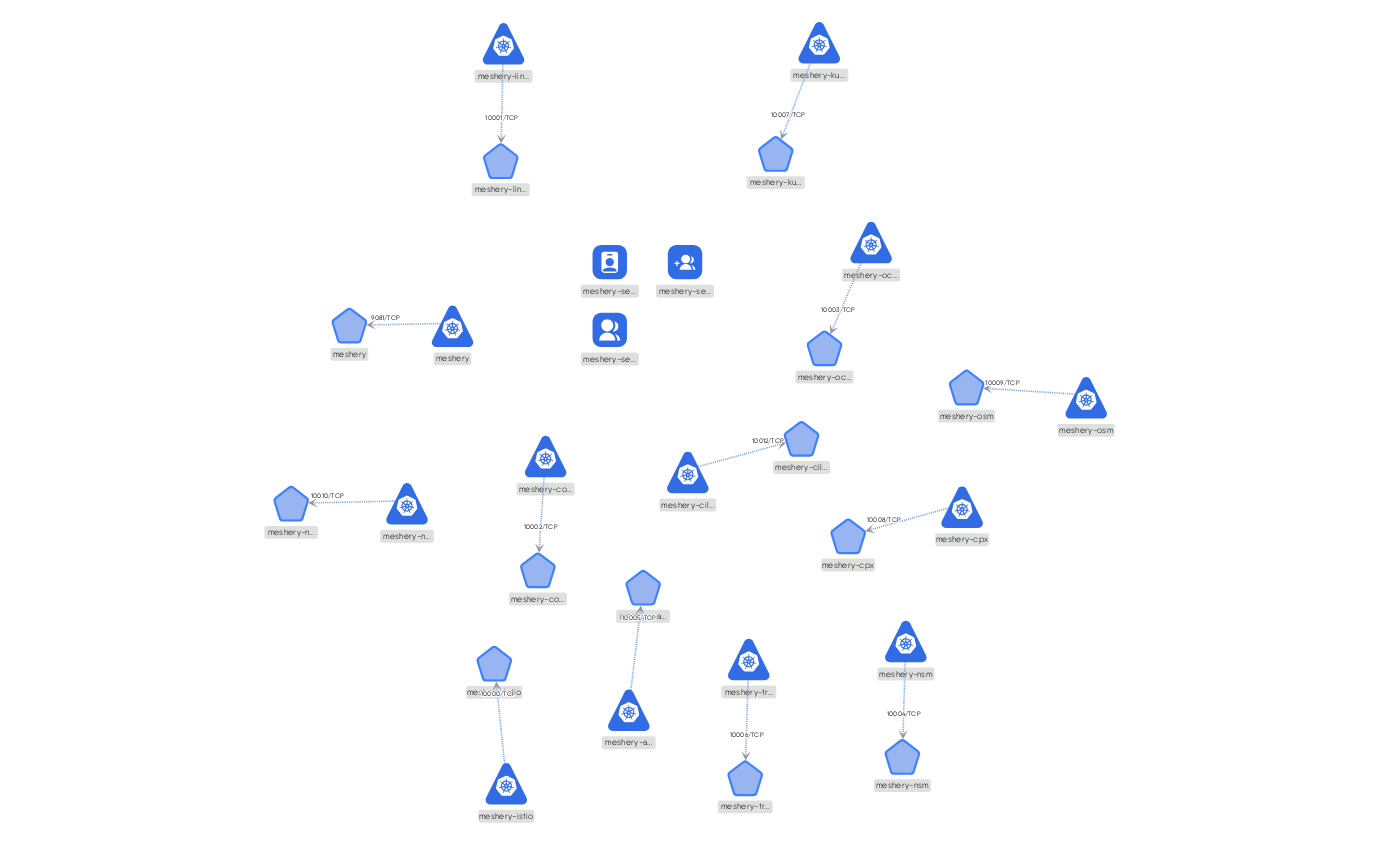 meshery-lin...
10001/TCP
meshery-lin...
meshery-ku...
10007/TCP
meshery-ku...
meshery-se...
meshery-se...
meshery-se...
meshery-oc...
10003/TCP
meshery-oc...
9081/TCP
meshery
meshery
10009/TCP
meshery-osm
meshery-osm
10012/TCP
meshery-cil...
meshery-cil...
meshery-co...
10002/TCP
meshery-co...
10010/TCP
meshery-n...
meshery-n...
10008/TCP
meshery-cpx
meshery-cpx
10005/TCP
meshery-a...
10000/TCP
meshery-istio
meshery-tr...
10006/TCP
meshery-tr...
meshery-nsm
10004/TCP
meshery-nsm